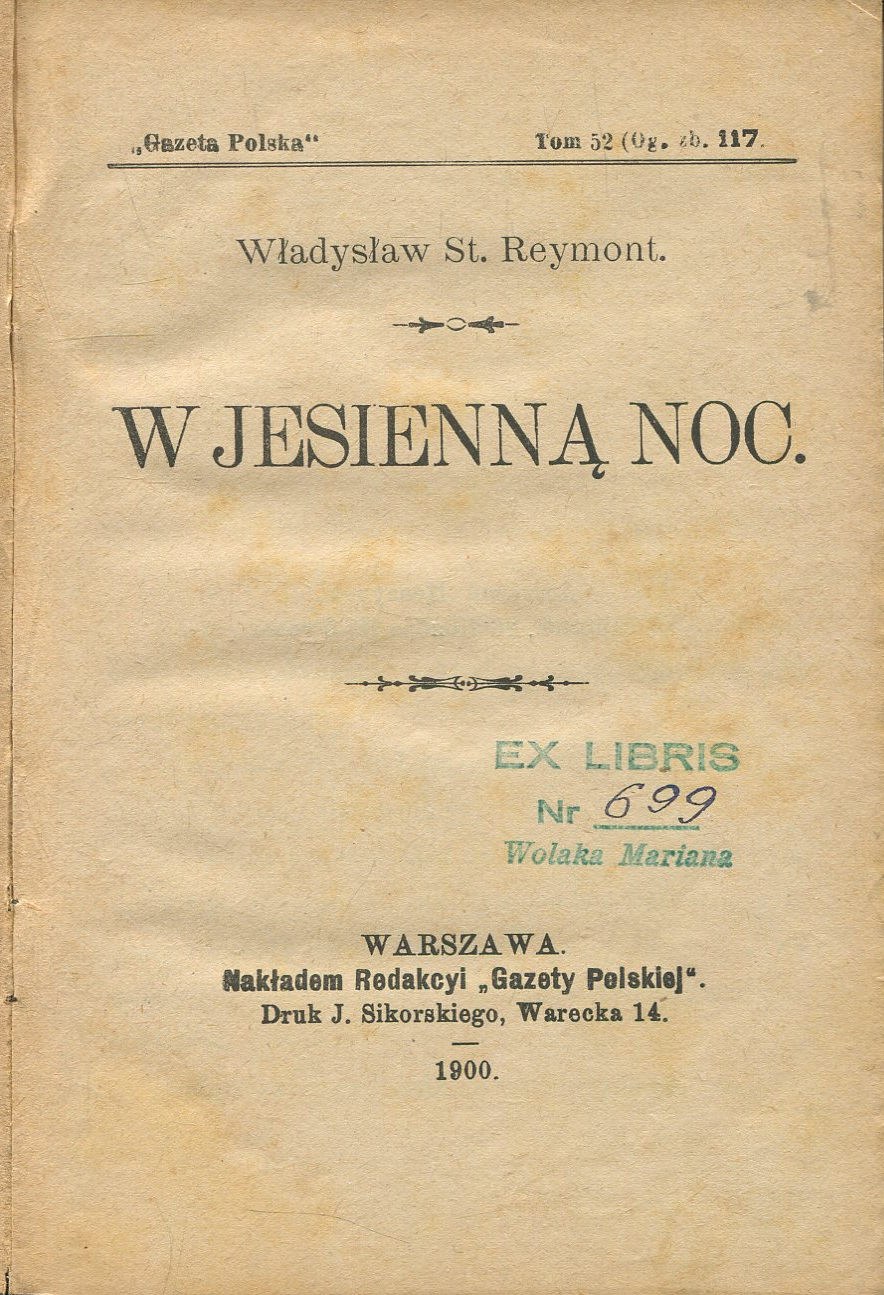 „Gazeta Polska“ Tom 52 (Og. zb. 117.
Władysław St. Reymont.
W JESIENNĄ NOC.
EX LIBRIS
Nr 699
Wolaka Mariana
WARSZAWA.
Nakładem Redakcyi „Gazety Polskiej“.
Druk J. Sikorskiego, Warecka 14.
1900.